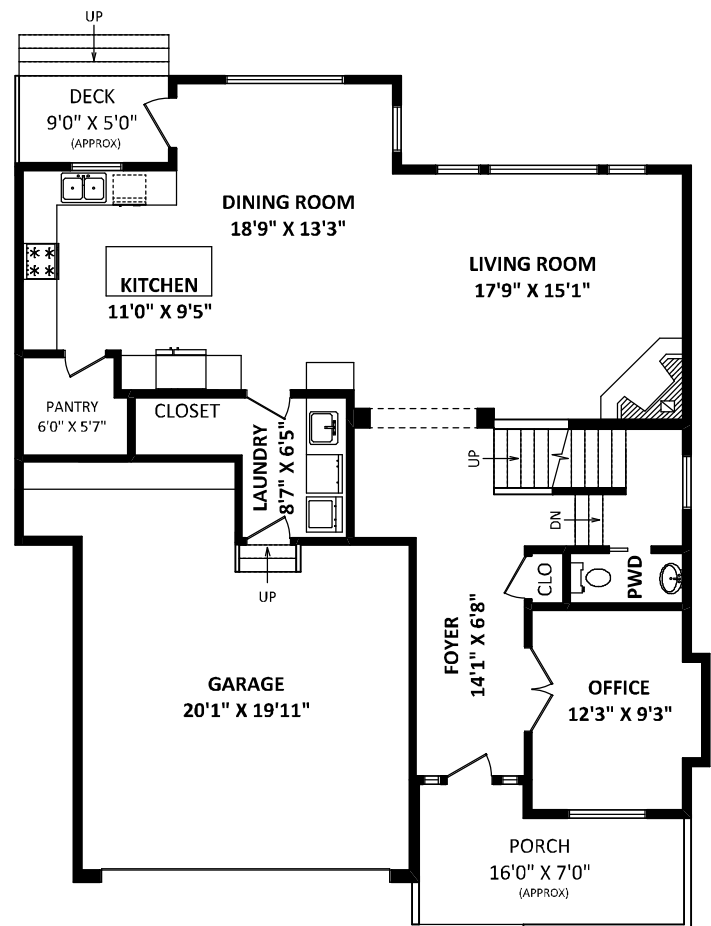 UP
DECK
9'0" X 5'0"
(APPROX)
DINING ROOM
18'9" X 13'3"
LIVING ROOM
17'9" X 15'1"
KITCHEN
11'0" X 9'5"
PANTRY
6'0" X 5'7"
CLOSET
LAUNDRY
8'7" X 6'5"
UP
DN
UP
CLO
PWD
FOYER
14'1" X 6'8"
GARAGE
20'1" X 19'11"
OFFICE
12'3" X 9'3"
PORCH
16'0" X 7'0"
(APPROX)